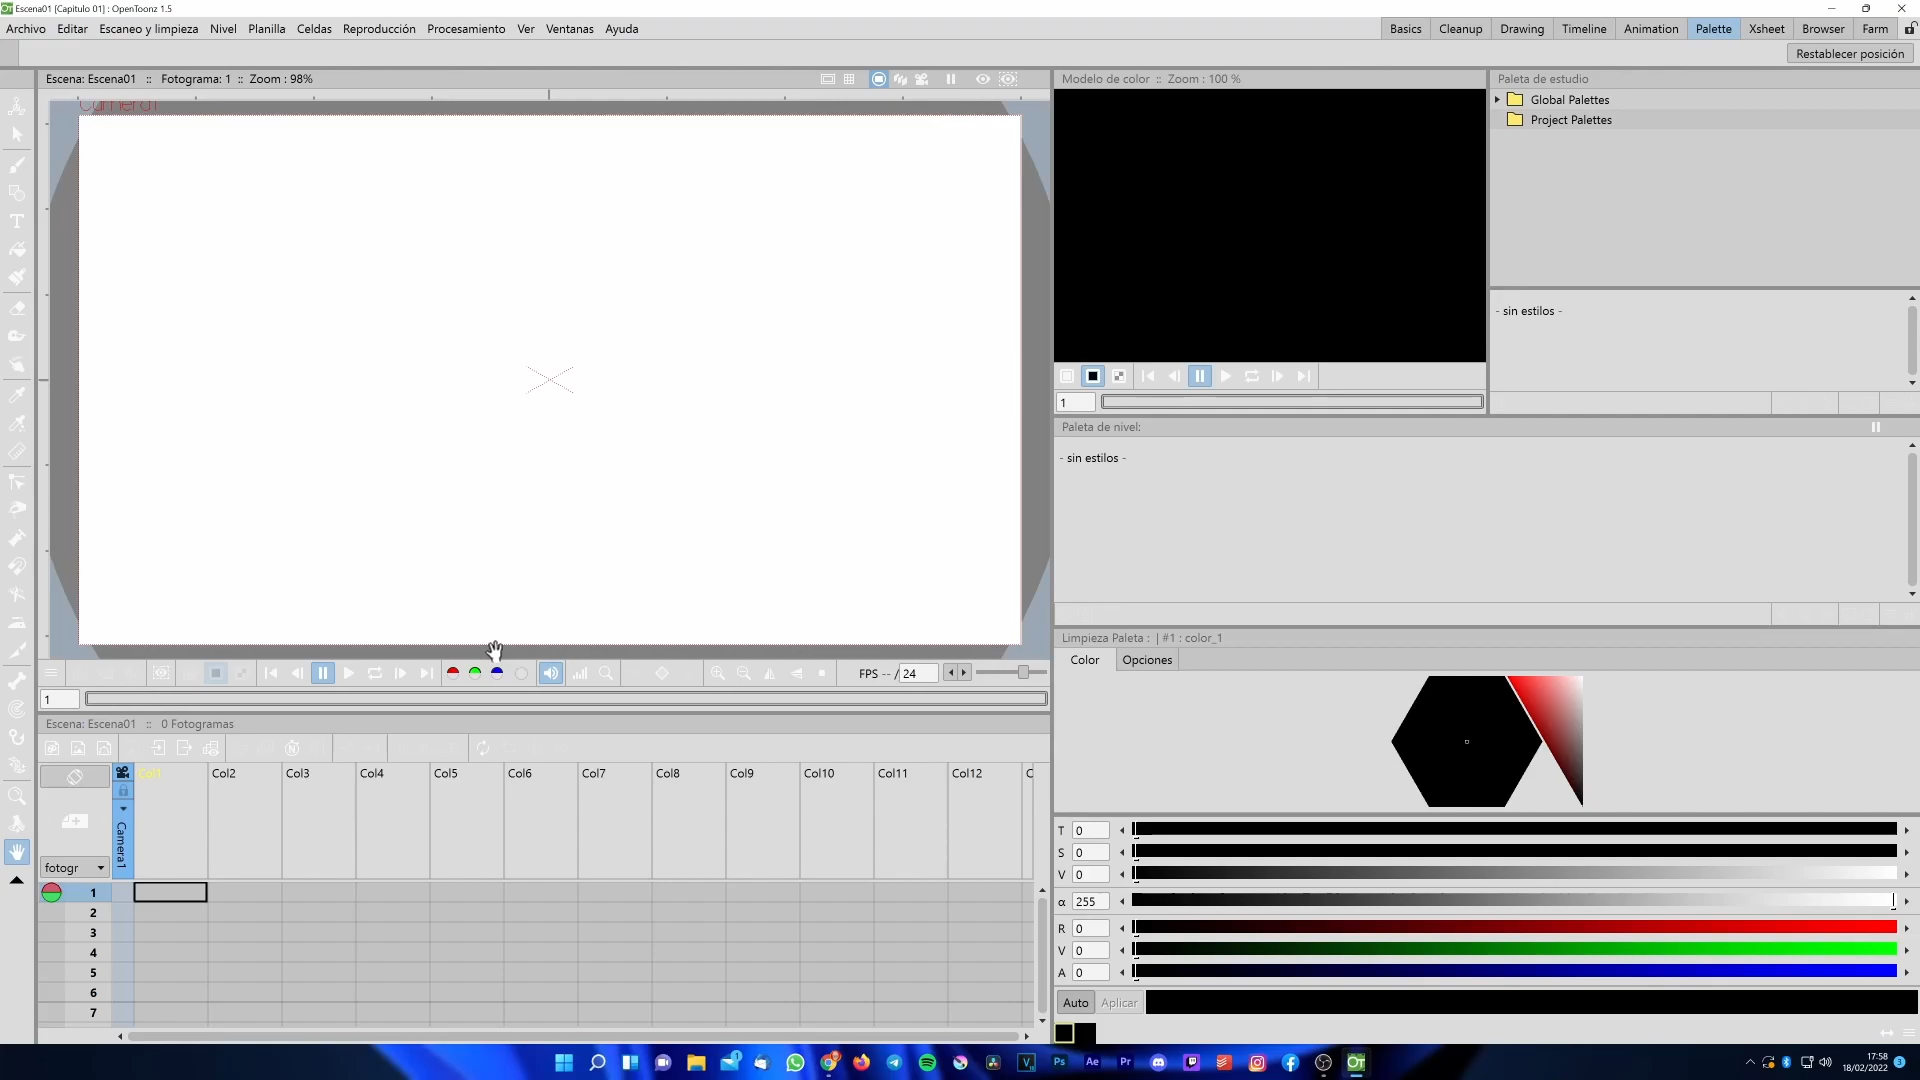 Escena01 [Capitulo 01] : OpenToonz 1.5
Archivo Editar Escaneo y limpieza Nivel Planilla Celdas Reproducción Procesamiento Ver Ventanas Ayuda
Basics Cleanup Drawing Timeline Animation Palette Xsheet Browser Farm
Restablecer posición
Escena: Escena01 :: Fotograma: 1 :: Zoom : 98%
Modelo de color :: Zoom : 100 %
Paleta de estudio
Camera1
Global Palettes
Project Palettes
- sin estilos -
1
Paleta de nivel:
- sin estilos -
Limpieza Paleta : | #1 : color_1
Color Opciones
FPS -- / 24
1
Escena: Escena01 :: 0 Fotogramas
Col1 Col2 Col3 Col4 Col5 Col6 Col7 Col8 Col9 Col10 Col11 Col12 C
Camera1
fotogr
1
2
3
4
5
6
7
T 0
S 0
V 0
α 255
R 0
V 0
A 0
Auto Aplicar
17:58
18/02/2022
3